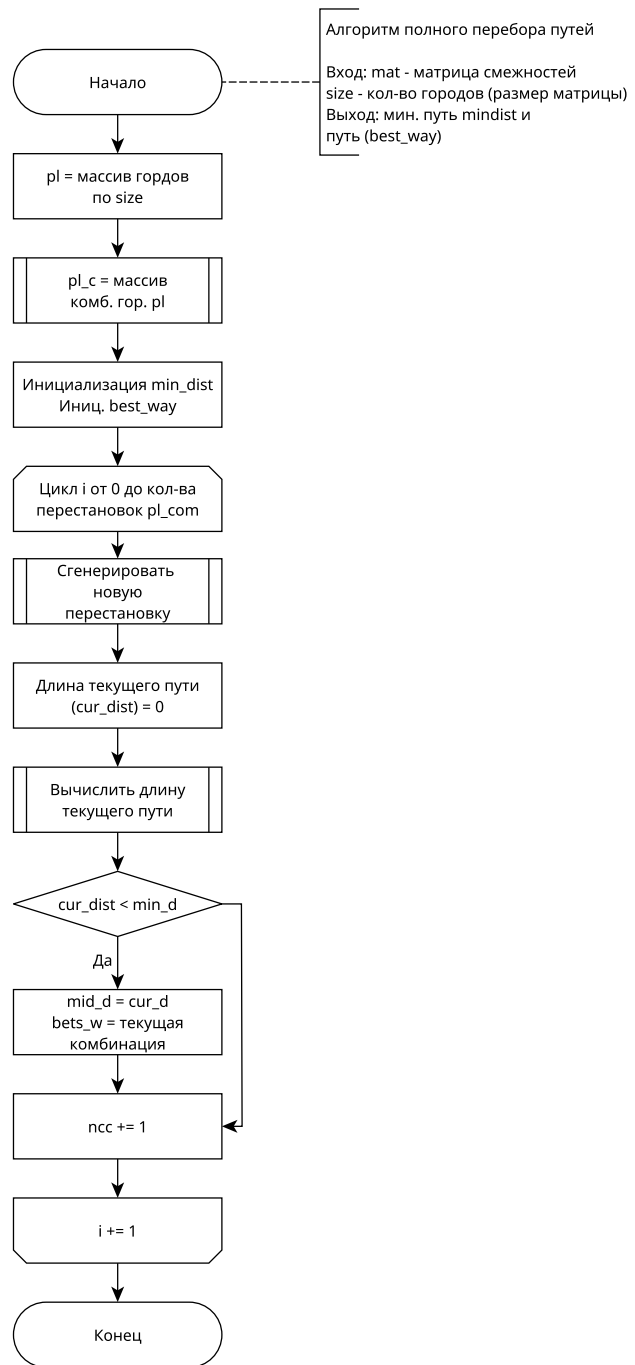 Алгоритм полного перебора путей
Вход: mat - матрица смежностей
size - кол-во городов (размер матрицы)
Выход: мин. путь mindist и
путь (best_way)
Начало
pl = массив гордов
по size
pl_c = массив
комб. гор. pl
Инициализация min_dist
Иниц. best_way
Цикл i от 0 до кол-ва
перестановок pl_com
Сгенерировать
новую
перестановку
Длина текущего пути
(cur_dist) = 0
Вычислить длину
текущего пути
cur_dist < min_d
Да
mid_d = cur_d
bets_w = текущая
комбинация
ncc += 1
i += 1
Конец